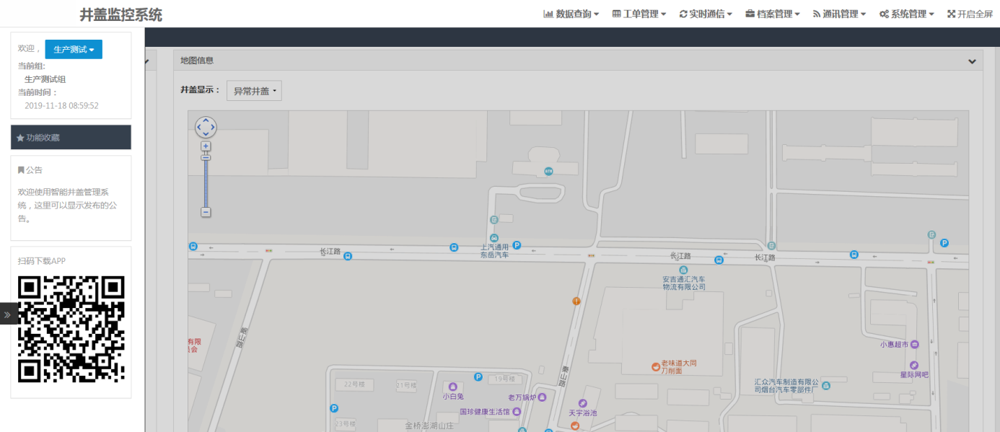 井盖监控系统
数据查询
工单管理
实时通信
档案管理
通讯管理
系统管理
开启全屏
欢迎，
生产测试
当前组:
生产测试组
当前时间：
2019-11-18 08:59:52
功能收藏
公告
欢迎使用智能井盖管理系
统，这里可以显示发布的公
告。
扫码下载APP
地图信息
井盖显示：
异常井盖
KTV
P
长江路
上汽通用
东岳汽车
P
长江路
长江路
P
安吉通汇汽车
物流有限公司
岷山路
有限
小惠超市
星际网吧
老味道大同
刀削面
汇众汽车制造有限公
司烟台汽车零部件厂
秦山路
22号楼
21号楼
P
19号楼
小白兔
老万锅炉
国珍健康生活馆
天宇浴池
P
23号楼
金桥澎湖山庄